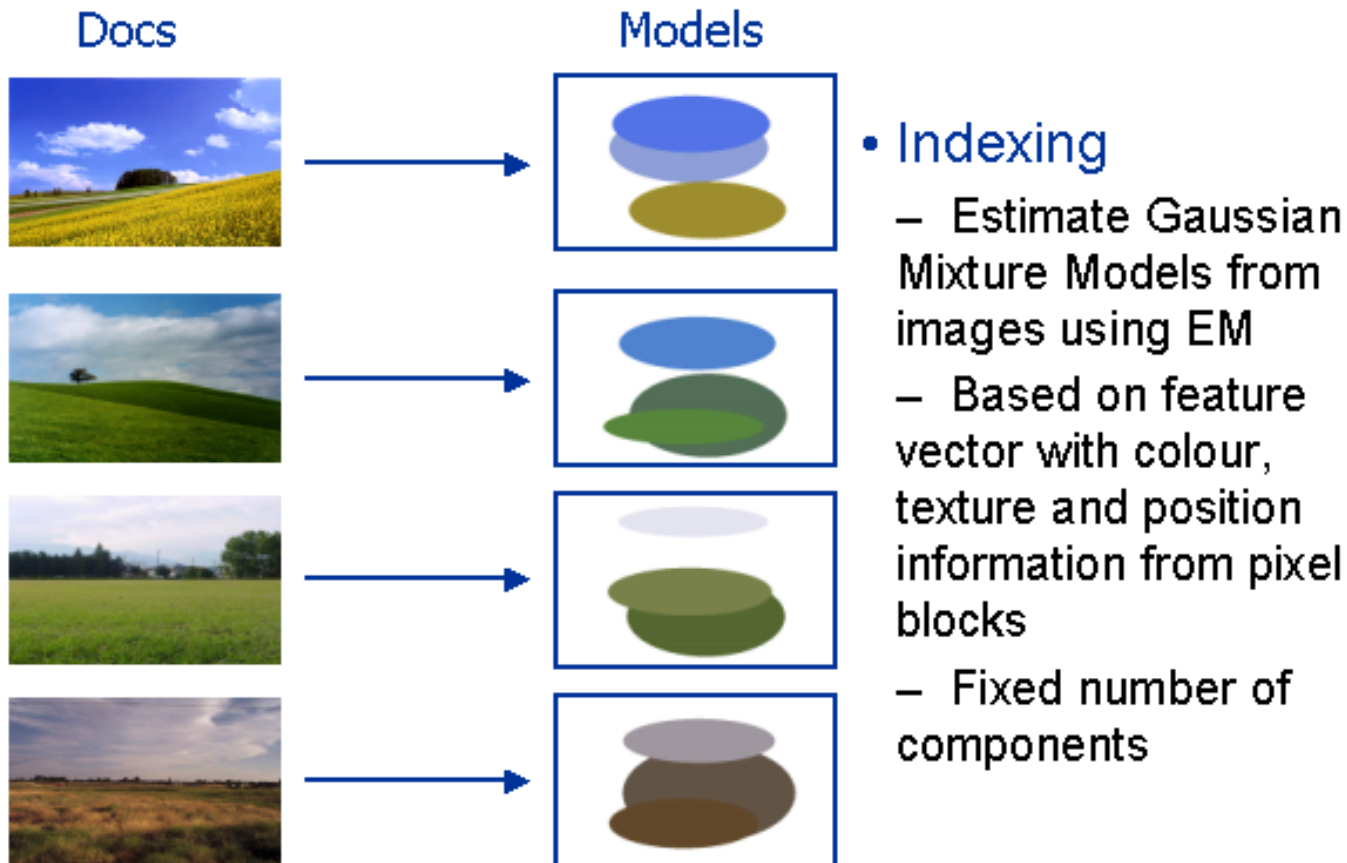 Docs
Models
• Indexing
– Estimate Gaussian
Mixture Models from
images using EM
– Based on feature
vector with colour,
texture and position
information from pixel
blocks
– Fixed number of
components